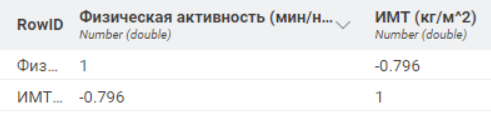 RowID Физическая активность (мин/н... ИМТ (кг/м^2)
Number (double) Number (double)
Физ... 1 -0.796
ИМТ... -0.796 1